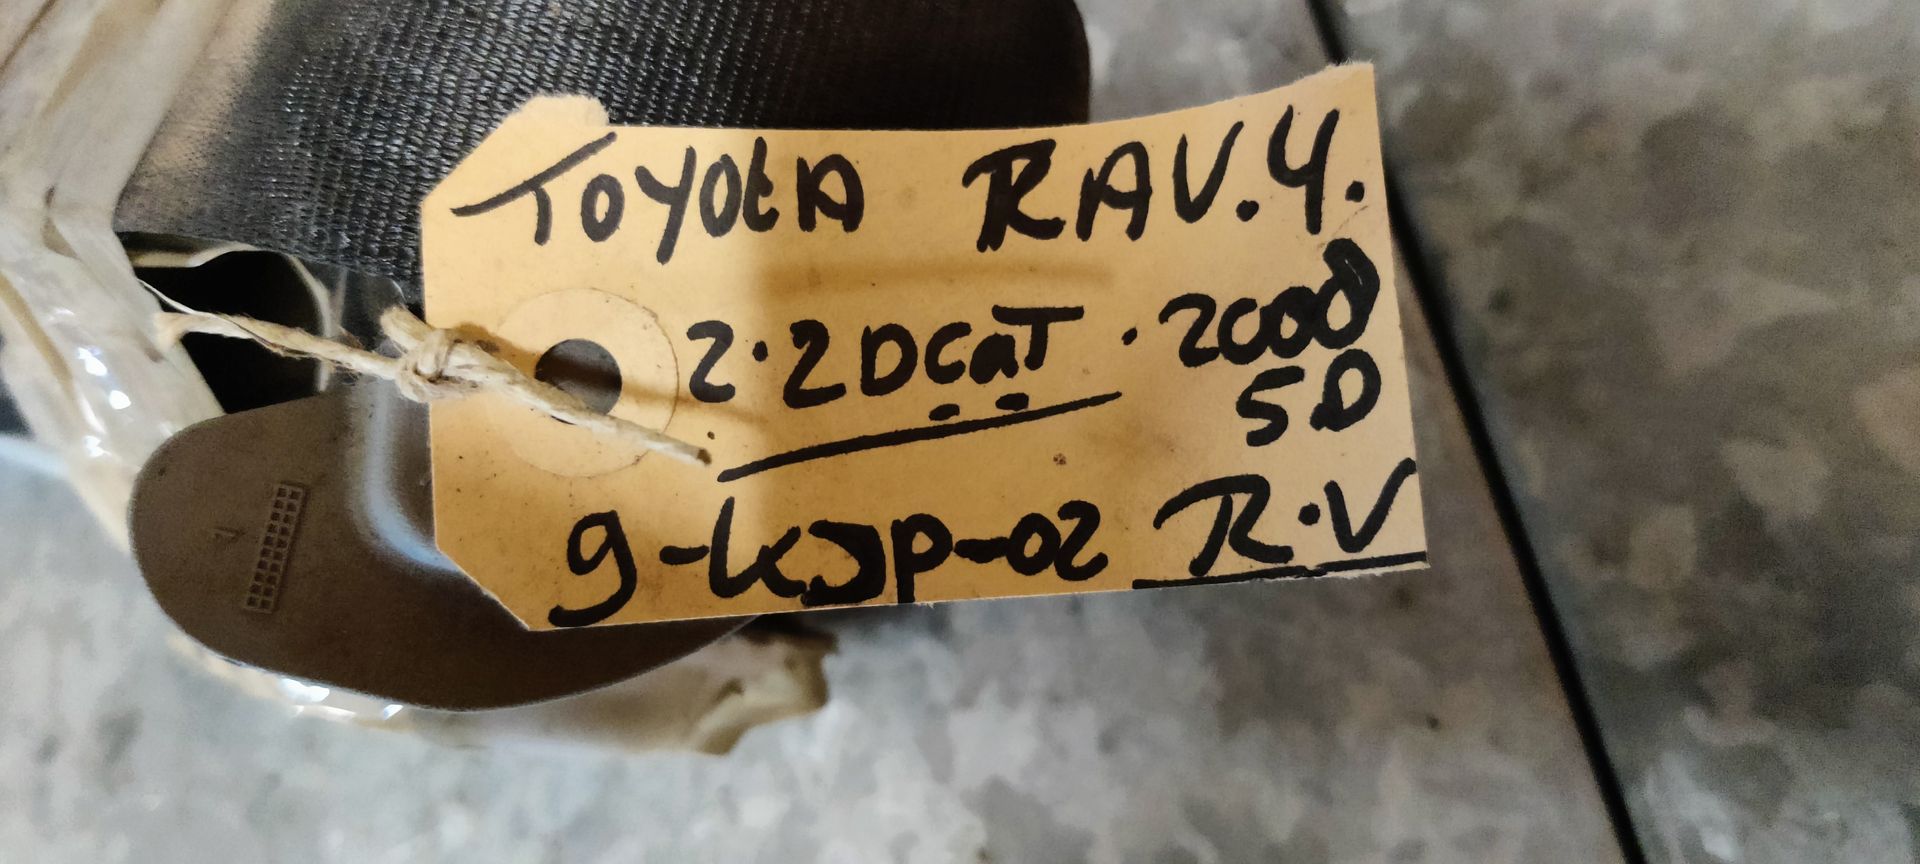 TOYOtA RAV.4.
2.2DCaT . 2008
5D
9-KJP-02 R.V